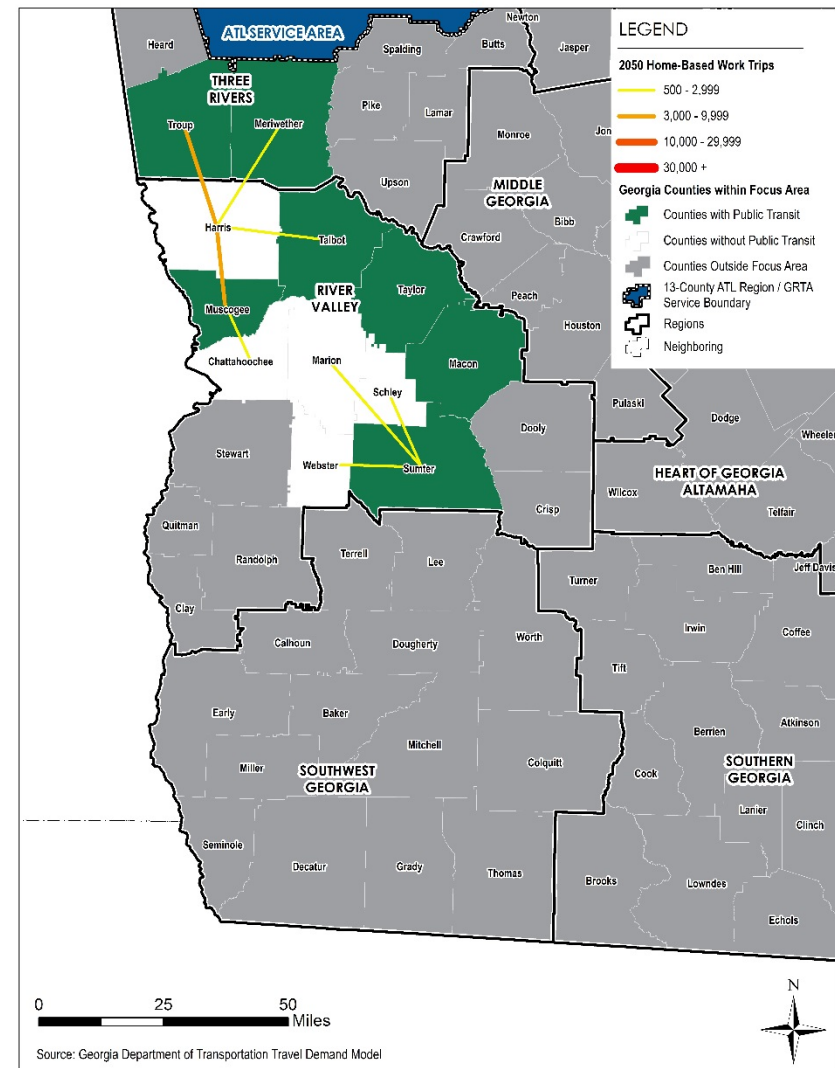 Heard
ATL SERVICE AREA
Newton
Spalding
Butts
Jasper
THREE
RIVERS
Pike
Lamar
Troup
Meriwether
Monroe
Upson
MIDDLE
GEORGIA
Bibb
Harris
Talbot
Crawford
Taylor
Peach
RIVER
VALLEY
Muscogee
Houston
Chattahoochee
Marion
Macon
Schley
Pulaski
Dodge
Dooly
Wheeler
Stewart
Webster
Sumter
HEART OF GEORGIA
ALTAMAHA
Wilcox
Crisp
Telfair
Quitman
Randolph
Terrell
Lee
Turner
Ben Hill
Jeff Davis
Clay
Calhoun
Dougherty
Worth
Irwin
Coffee
Tift
Early
Baker
Mitchell
Berrien
Atkinson
Miller
SOUTHWEST
GEORGIA
Colquitt
Cook
SOUTHERN
GEORGIA
Lanier
Clinch
Seminole
Decatur
Grady
Thomas
Brooks
Lowndes
Echols
LEGEND
2050 Home-Based Work Trips
500 - 2,999
3,000 - 9,999
10,000 - 29,999
30,000 +
Georgia Counties within Focus Area
Counties with Public Transit
Counties without Public Transit
Counties Outside Focus Area
13-County ATL Region / GRTA
Service Boundary
Regions
Neighboring
0 25 50
Miles
N
Source: Georgia Department of Transportation Travel Demand Model